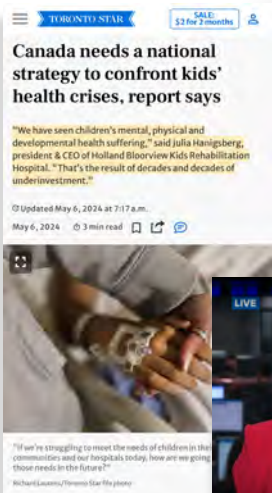 TORONTO STAR
SALE:
$2 for 2 months
Canada needs a national
strategy to confront kids’
health crises, report says
"We have seen children's mental, physical and
developmental health suffering," said Julia Hanigsberg,
president & CEO of Holland Bloorview Kids Rehabilitation
Hospital. "That's the result of decades and decades of
underinvestment."
Updated May 6, 2024 at 7:17 a.m.
May 6, 2024 3 min read
LIVE
"If we're struggling to meet the needs of children in
communities and our hospitals today, how are we going
those needs in the future?"
Richard Lautens/Toronto Star file photo